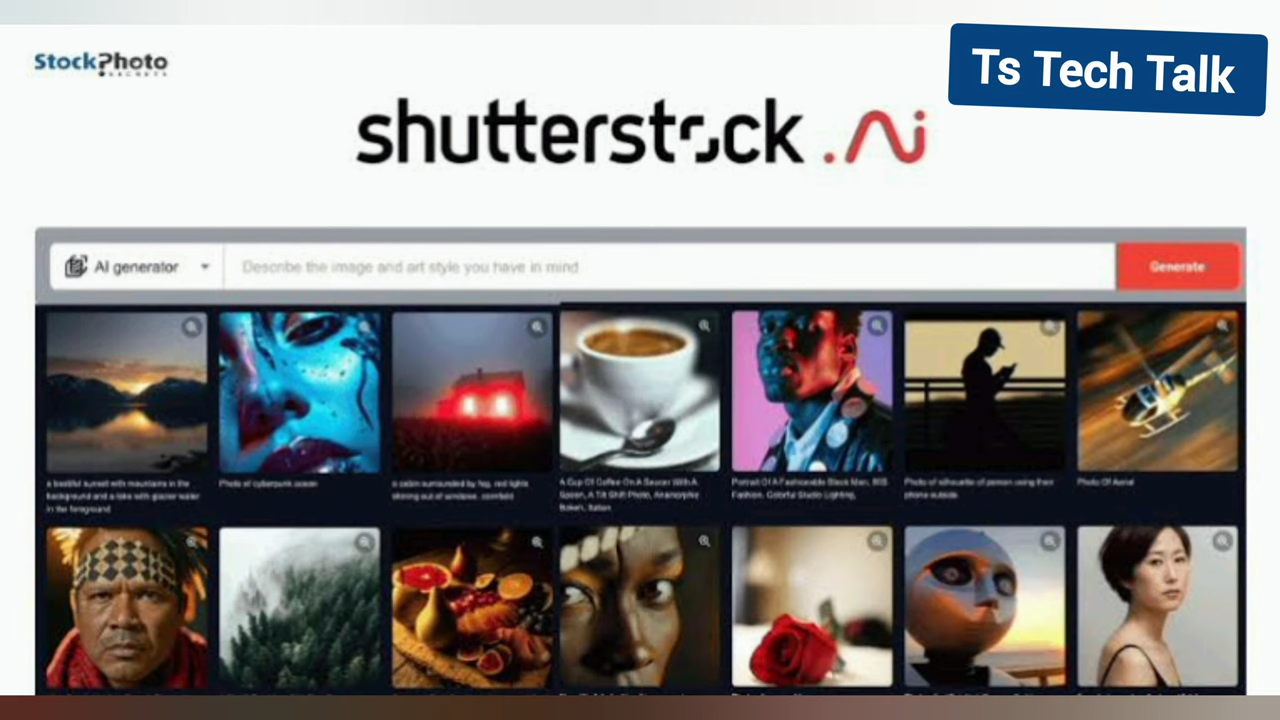 StockPhoto
SECRETS
Ts Tech Talk
shutterstock .Ai
AI generator
Describe the image and art style you have in mind
Generate
a bestiful sunset with mountains in the
background and a lake with glacier water
in the foreground
Photo of cyberpunk ocean
a cabin surrounded by fog, red lights
shining out of windows, cornfield
A Cup Of Coffee On A Saucer With A
Spoon, A Tilt Shift Photo, Anamorphic
Bokeh, Italian
Portrait Of A Fashionable Black Man, 80S
Fashion, Colorful Studio Lighting,
Photo of silhouette of person using their
phone outside
Photo Of Aerial